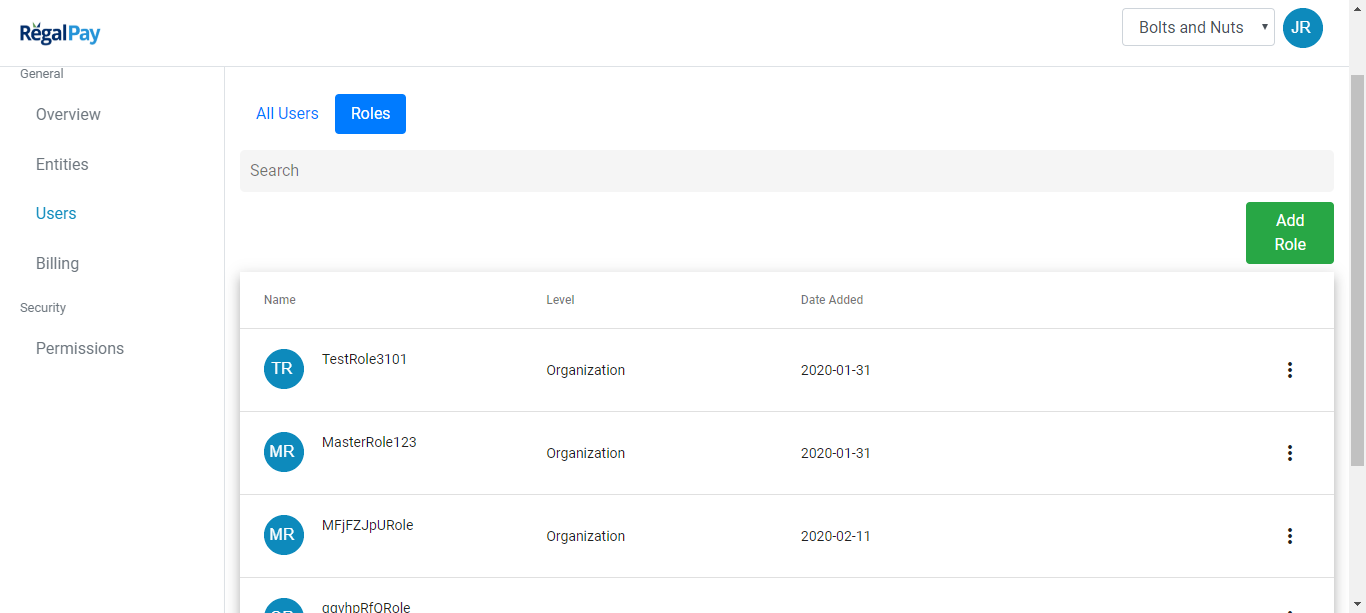 RegalPay
Bolts and Nuts
JR
General
Overview
Entities
Users
Billing
Security
Permissions
All Users
Roles
Search
Add
Role
Name Level Date Added
TR TestRole3101 Organization 2020-01-31
MR MasterRole123 Organization 2020-01-31
MR MFjFZJpURole Organization 2020-02-11